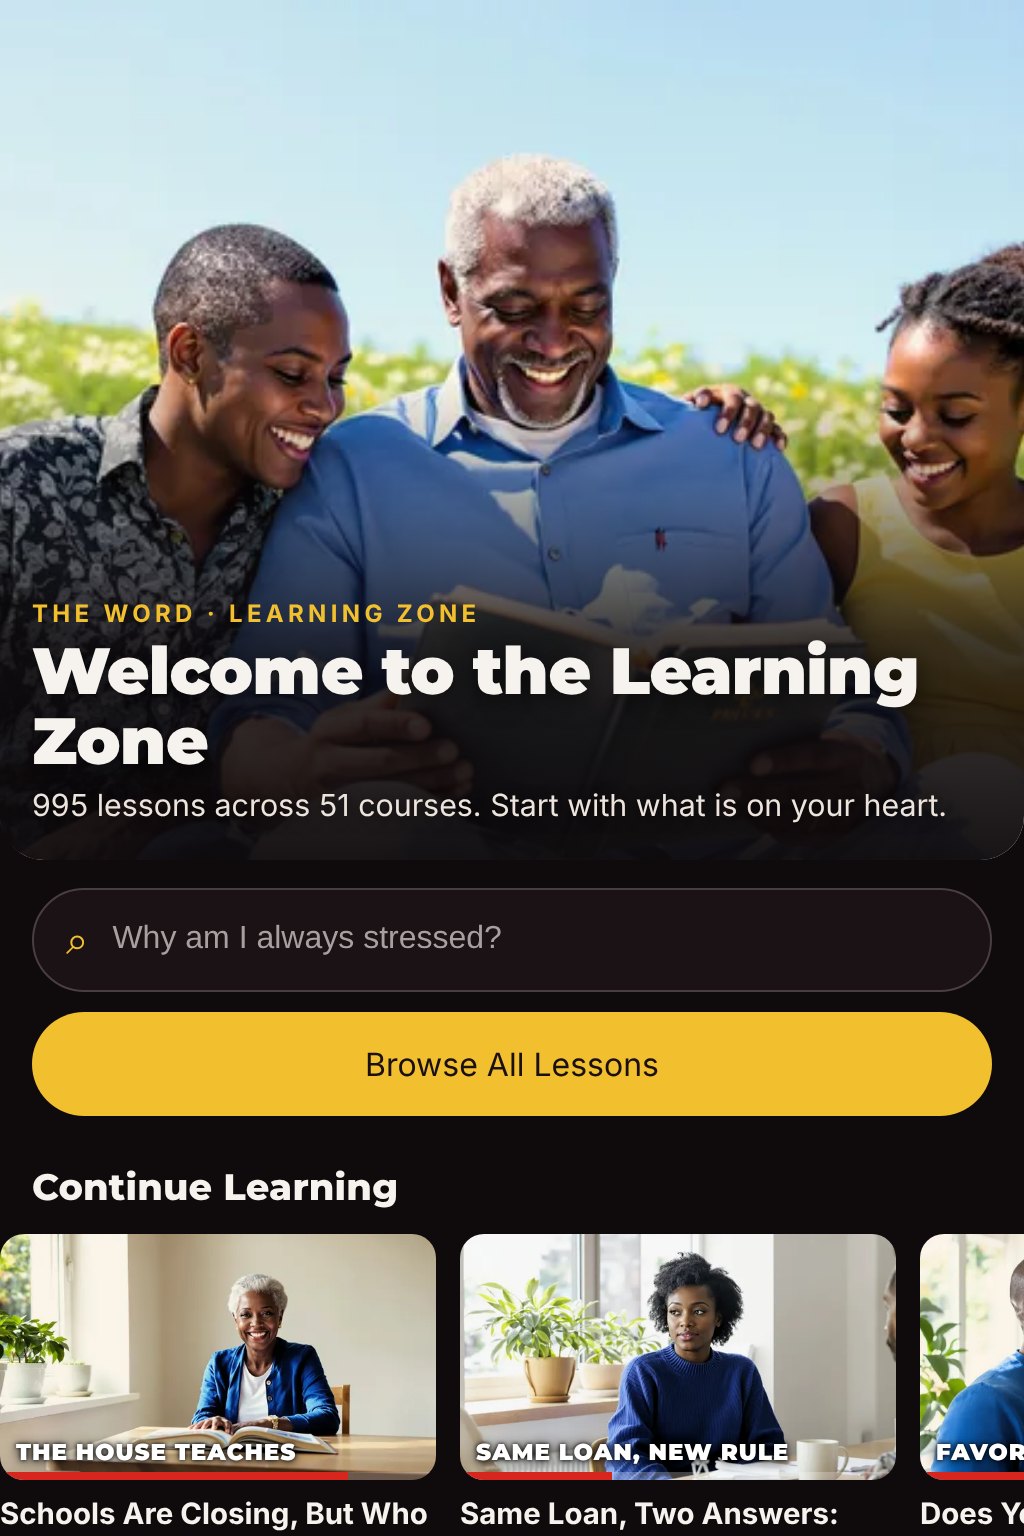 THE WORD · LEARNING ZONE
Welcome to the Learning
Zone
995 lessons across 51 courses. Start with what is on your heart.
Why am I always stressed?
Browse All Lessons
Continue Learning
THE HOUSE TEACHES
SAME LOAN, NEW RULE
Schools Are Closing, But Who
Same Loan, Two Answers:
Does